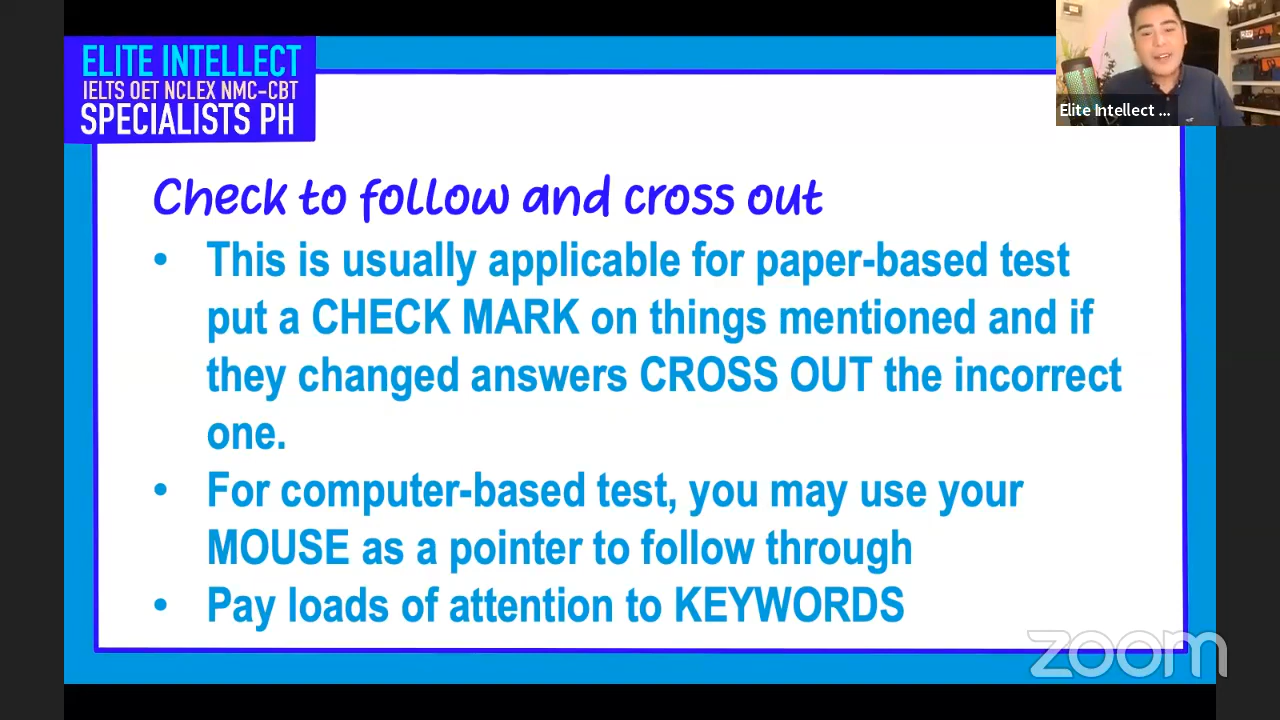 ELITE INTELLECT
IELTS OET NCLEX NMC-CBT
SPECIALISTS PH
Elite Intellect ...
Check to follow and cross out
• This is usually applicable for paper-based test
put a CHECK MARK on things mentioned and if
they changed answers CROSS OUT the incorrect
one.
• For computer-based test, you may use your
MOUSE as a pointer to follow through
• Pay loads of attention to KEYWORDS
zoom